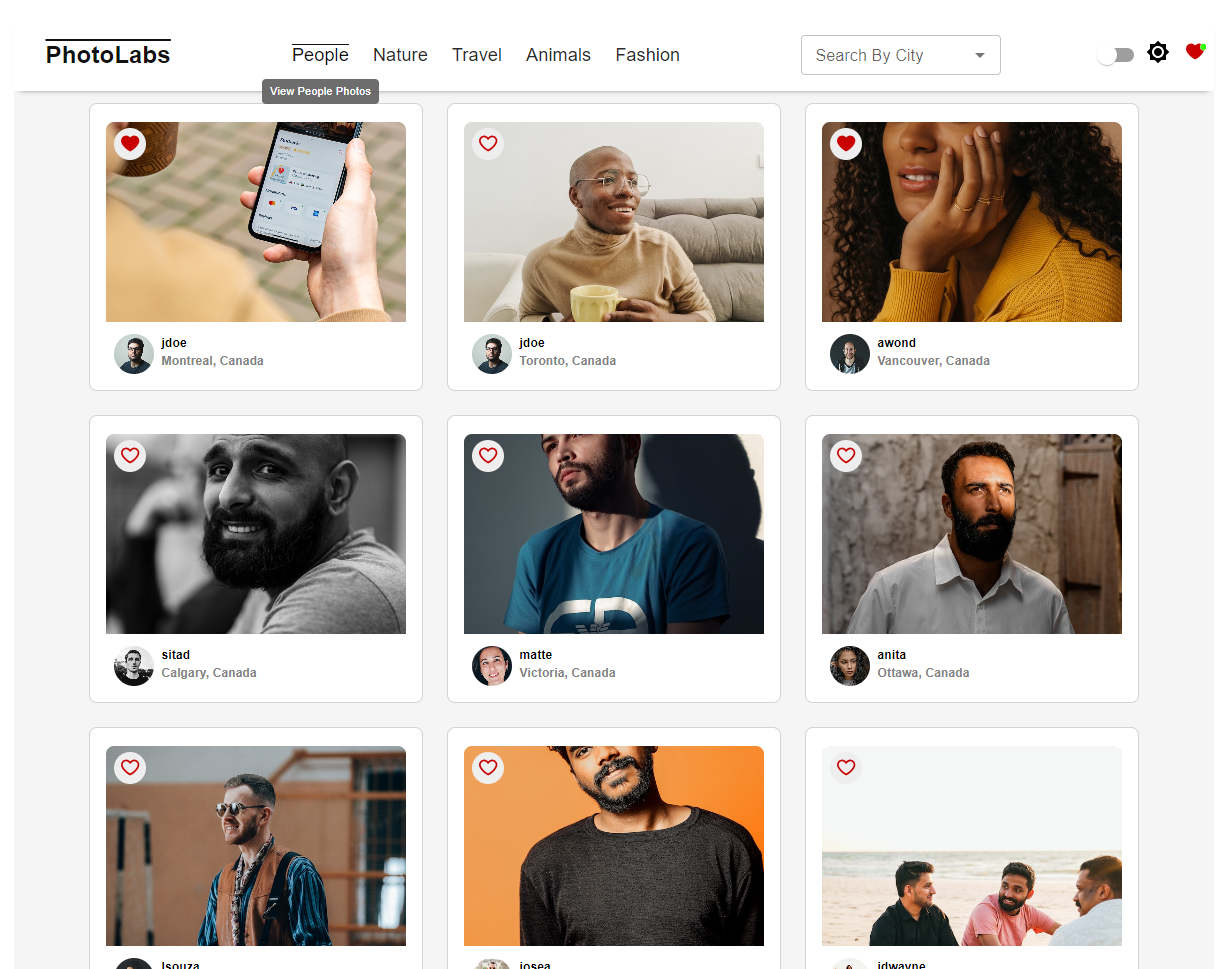 PhotoLabs
People Nature Travel Animals Fashion
Search By City
View People Photos
jdoe
Montreal, Canada
jdoe
Toronto, Canada
awond
Vancouver, Canada
sitad
Calgary, Canada
matte
Victoria, Canada
anita
Ottawa, Canada
lsouza
josea
jdwayne